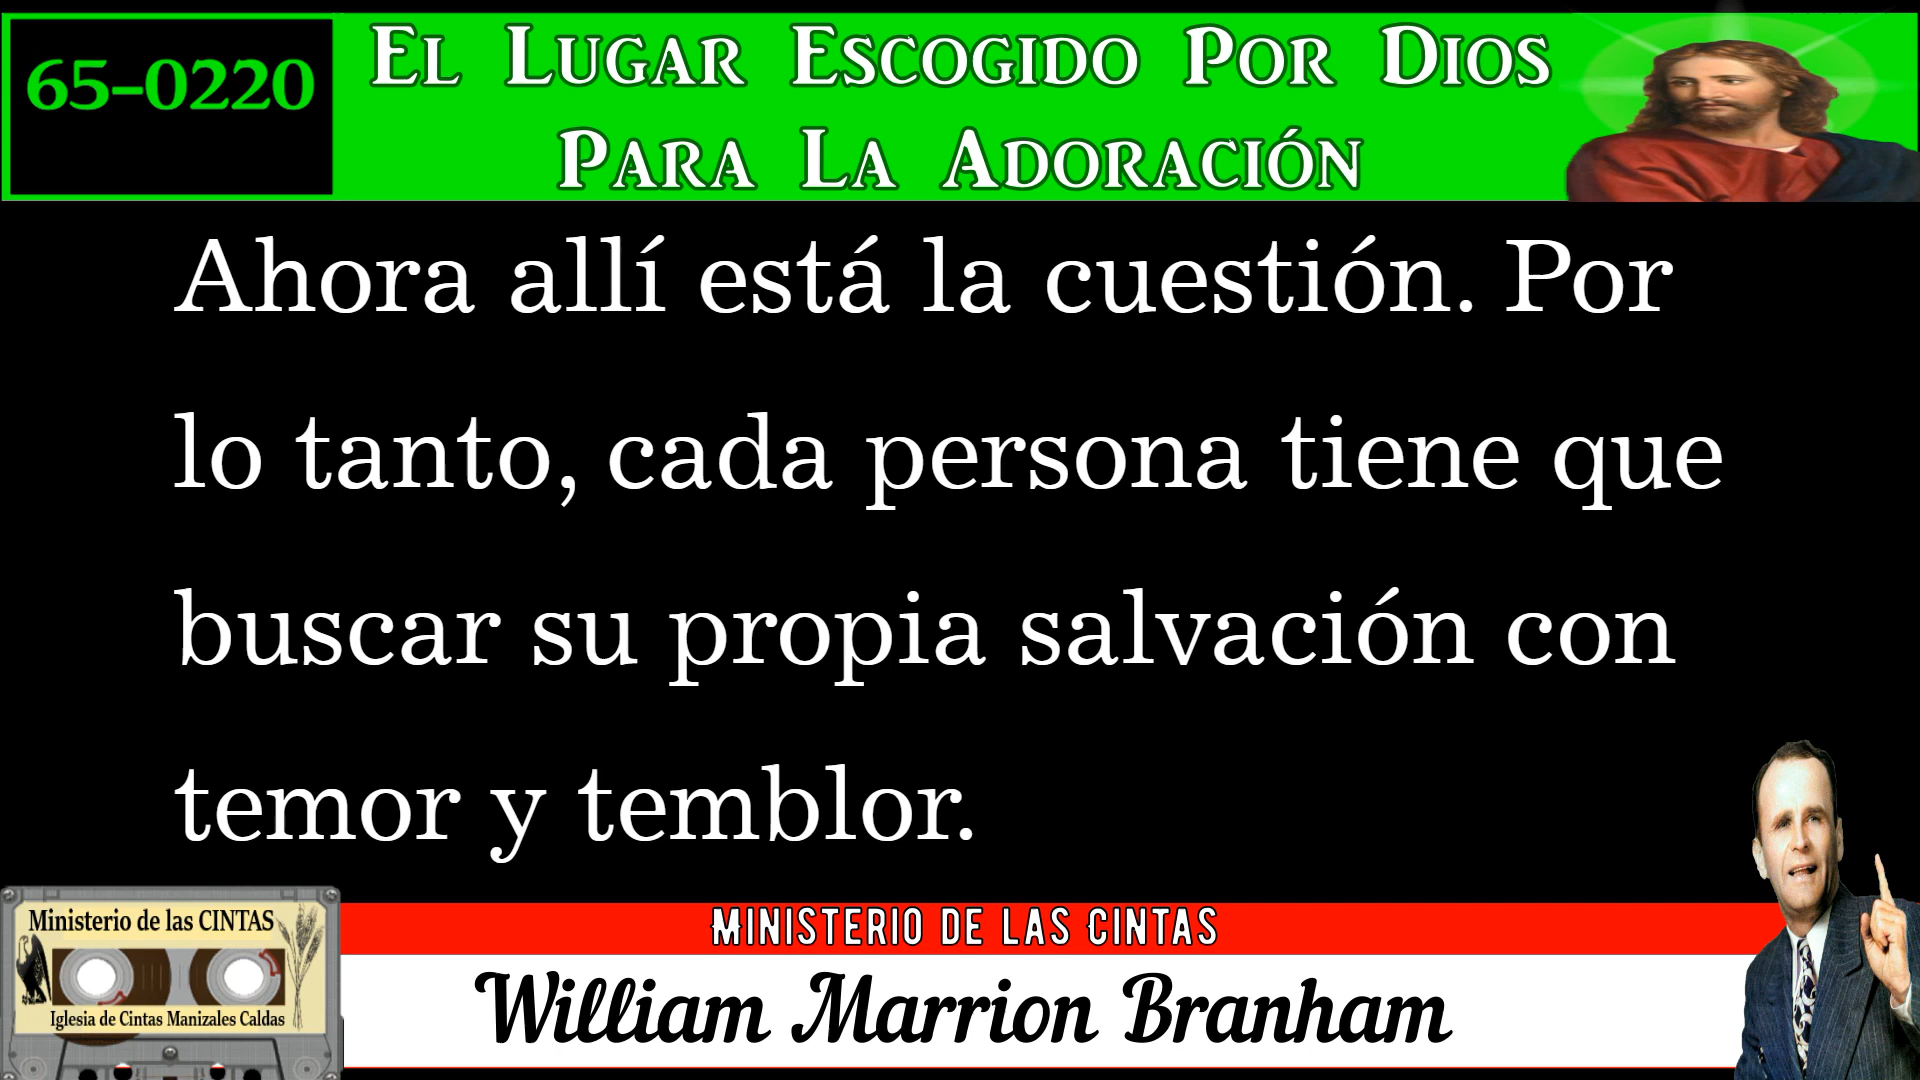 65-0220
El Lugar Escogido Por Dios
Para La Adoración
Ahora allí está la cuestión. Por
lo tanto, cada persona tiene que
buscar su propia salvación con
temor y temblor.
Ministerio de las CINTAS
Iglesia de Cintas Manizales Caldas
MINISTERIO DE LAS CINTAS
William Marrion Branham